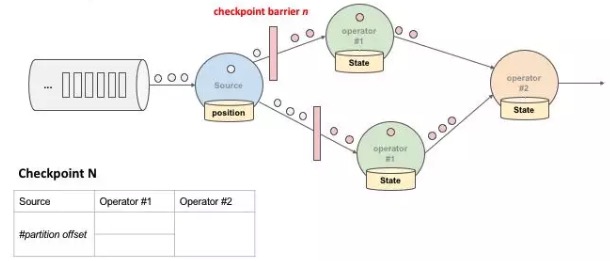 checkpoint barrier n
...
Source
position
operator
#1
State
operator
#1
State
operator
#2
State
Checkpoint N
Source Operator #1 Operator #2
#partition offset